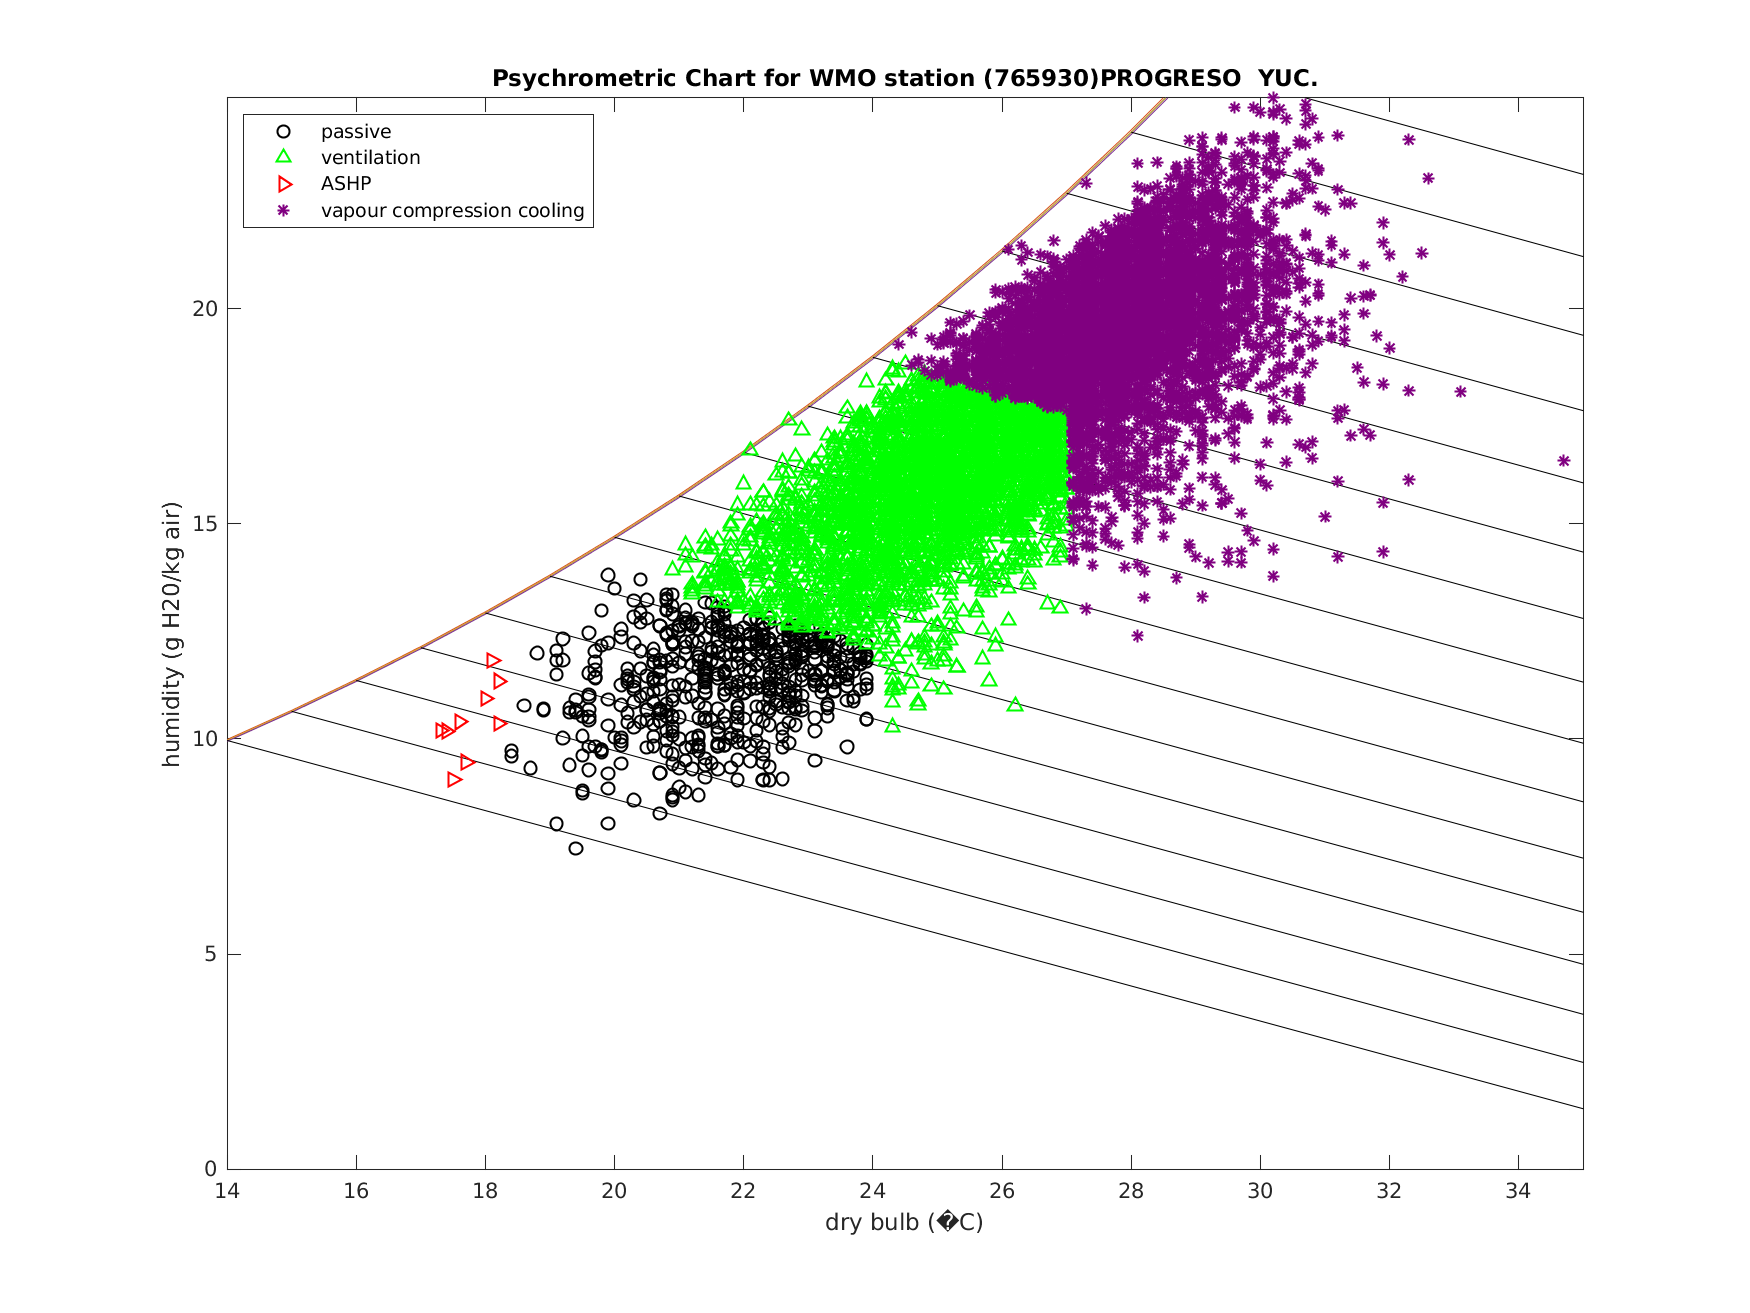 Psychrometric Chart for WMO station (765930)PROGRESO  YUC.
passive
ventilation
ASHP
vapour compression cooling
humidity (g H20/kg air)
20
15
10
5
0
14 16 18 20 22 24 26 28 30 32 34
dry bulb (�C)